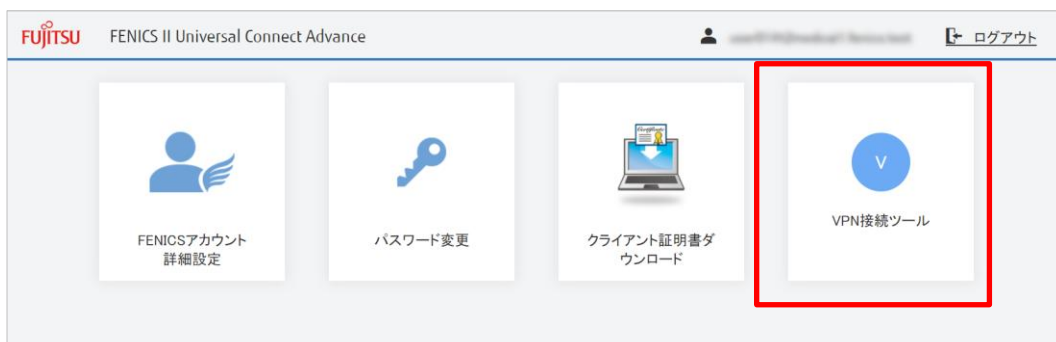 FUJITSU
FENICS II Universal Connect Advance
ログアウト
FENICSアカウント
詳細設定
パスワード変更
クライアント証明書ダ
ウンロード
V
VPN接続ツール